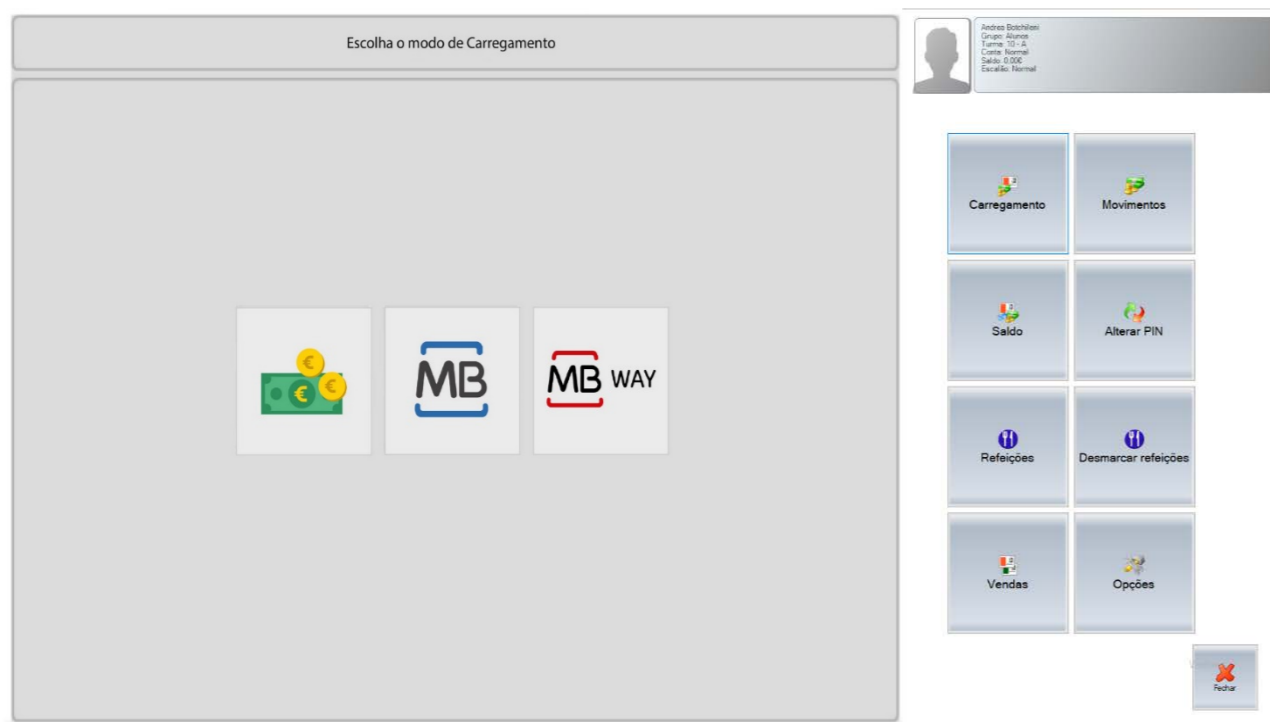 Escolha o modo de Carregamento
MB
MB WAY
Andrea Botchilani
Grupo: Alunos
Turma: 10 - A
Conta: Normal
Saldo: 0.00€
Escalão: Normal
Carregamento
Movimentos
Saldo
Alterar PIN
Refeições
Desmarcar refeições
Vendas
Opções
Fechar